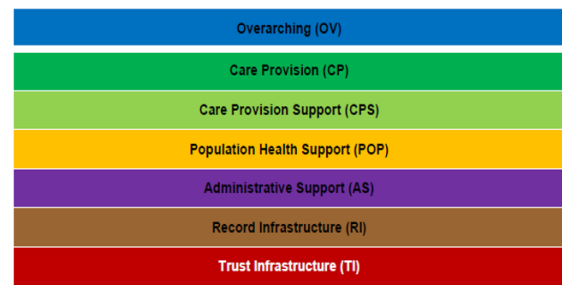 Overarching (OV)
Care Provision (CP)
Care Provision Support (CPS)
Population Health Support (POP)
Administrative Support (AS)
Record Infrastructure (RI)
Trust Infrastructure (TI)